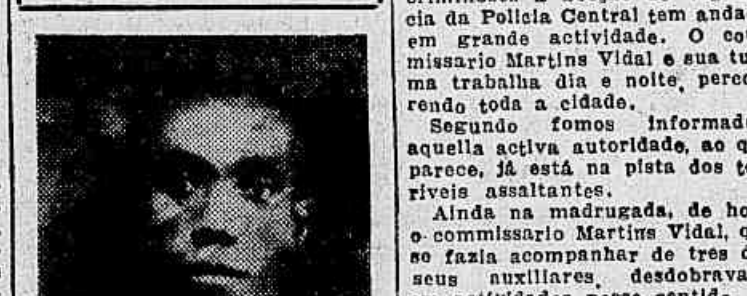 cia da Policia Central tem anda
em grande actividade. O co
missario Martins Vidal e sua tu
ma trabalha dia e noite, perco
rendo toda a cidade.
Segundo fomos informad
aquella activa autoridade, ao q
parece, já está na pista dos t
riveis assaltantes.
Ainda na madrugada, de ho
o commissario Martins Vidal, q
se fazia acompanhar de tres d
seus auxiliares, desdobrava